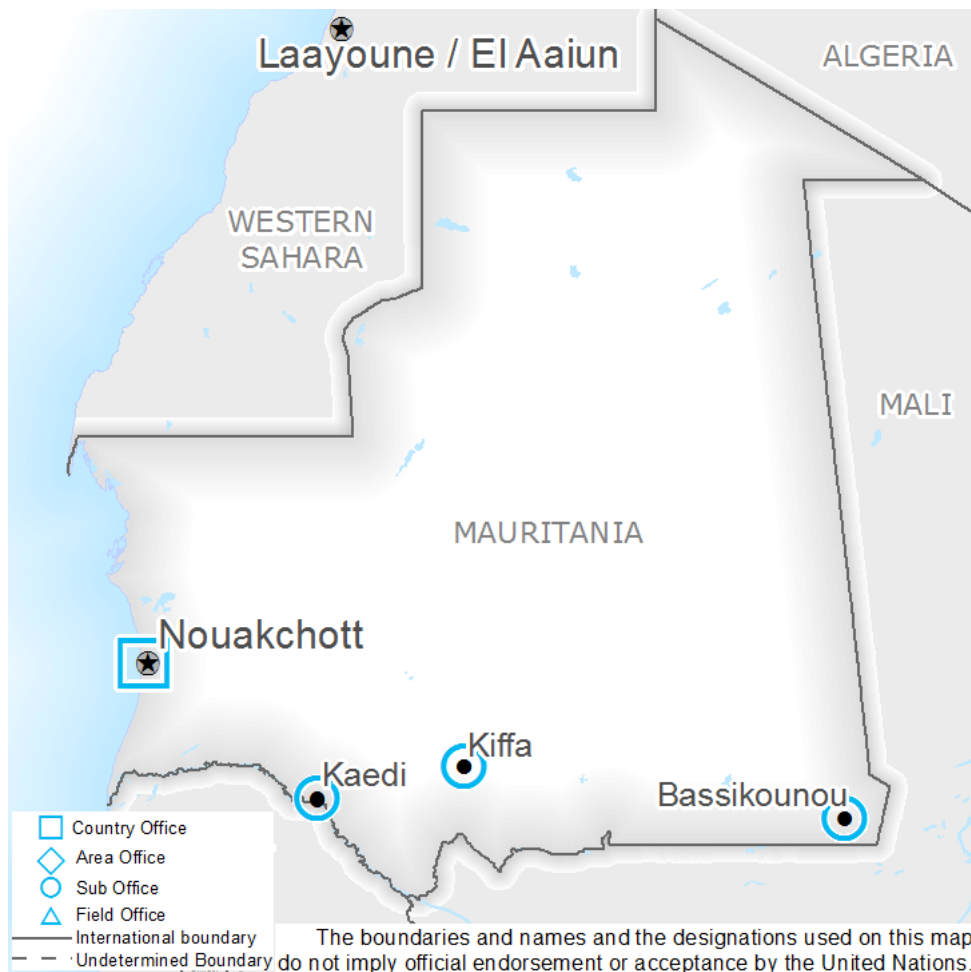 Laayoune / El Aaiun
ALGERIA
WESTERN
SAHARA
MALI
MAURITANIA
Nouakchott
Kiffa
Kaedi
Bassikounou
Country Office
Area Office
Sub Office
Field Office
International boundary
Undetermined Boundary
The boundaries and names and the designations used on this map
do not imply official endorsement or acceptance by the United Nations.